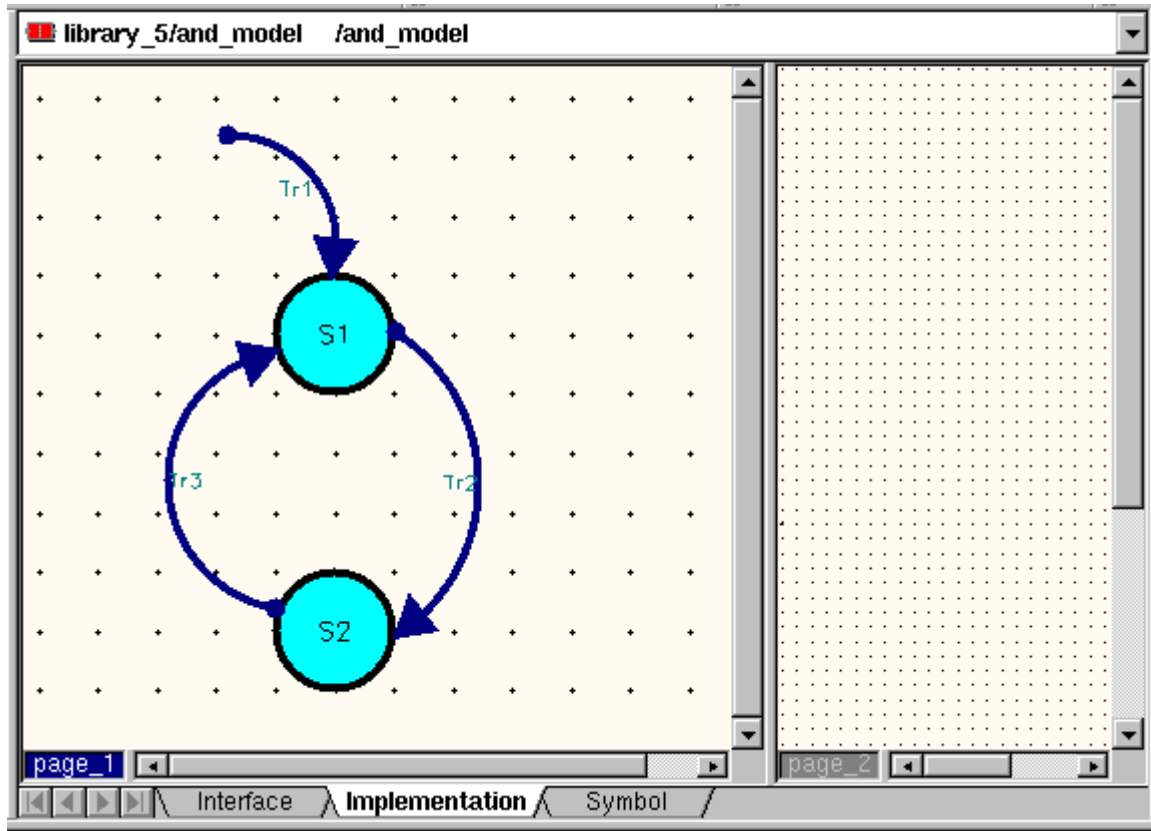 library_5/and_model /and_model
Tr1
S1
Tr3
Tr2
S2
page_1
page_2
Interface
Implementation
Symbol